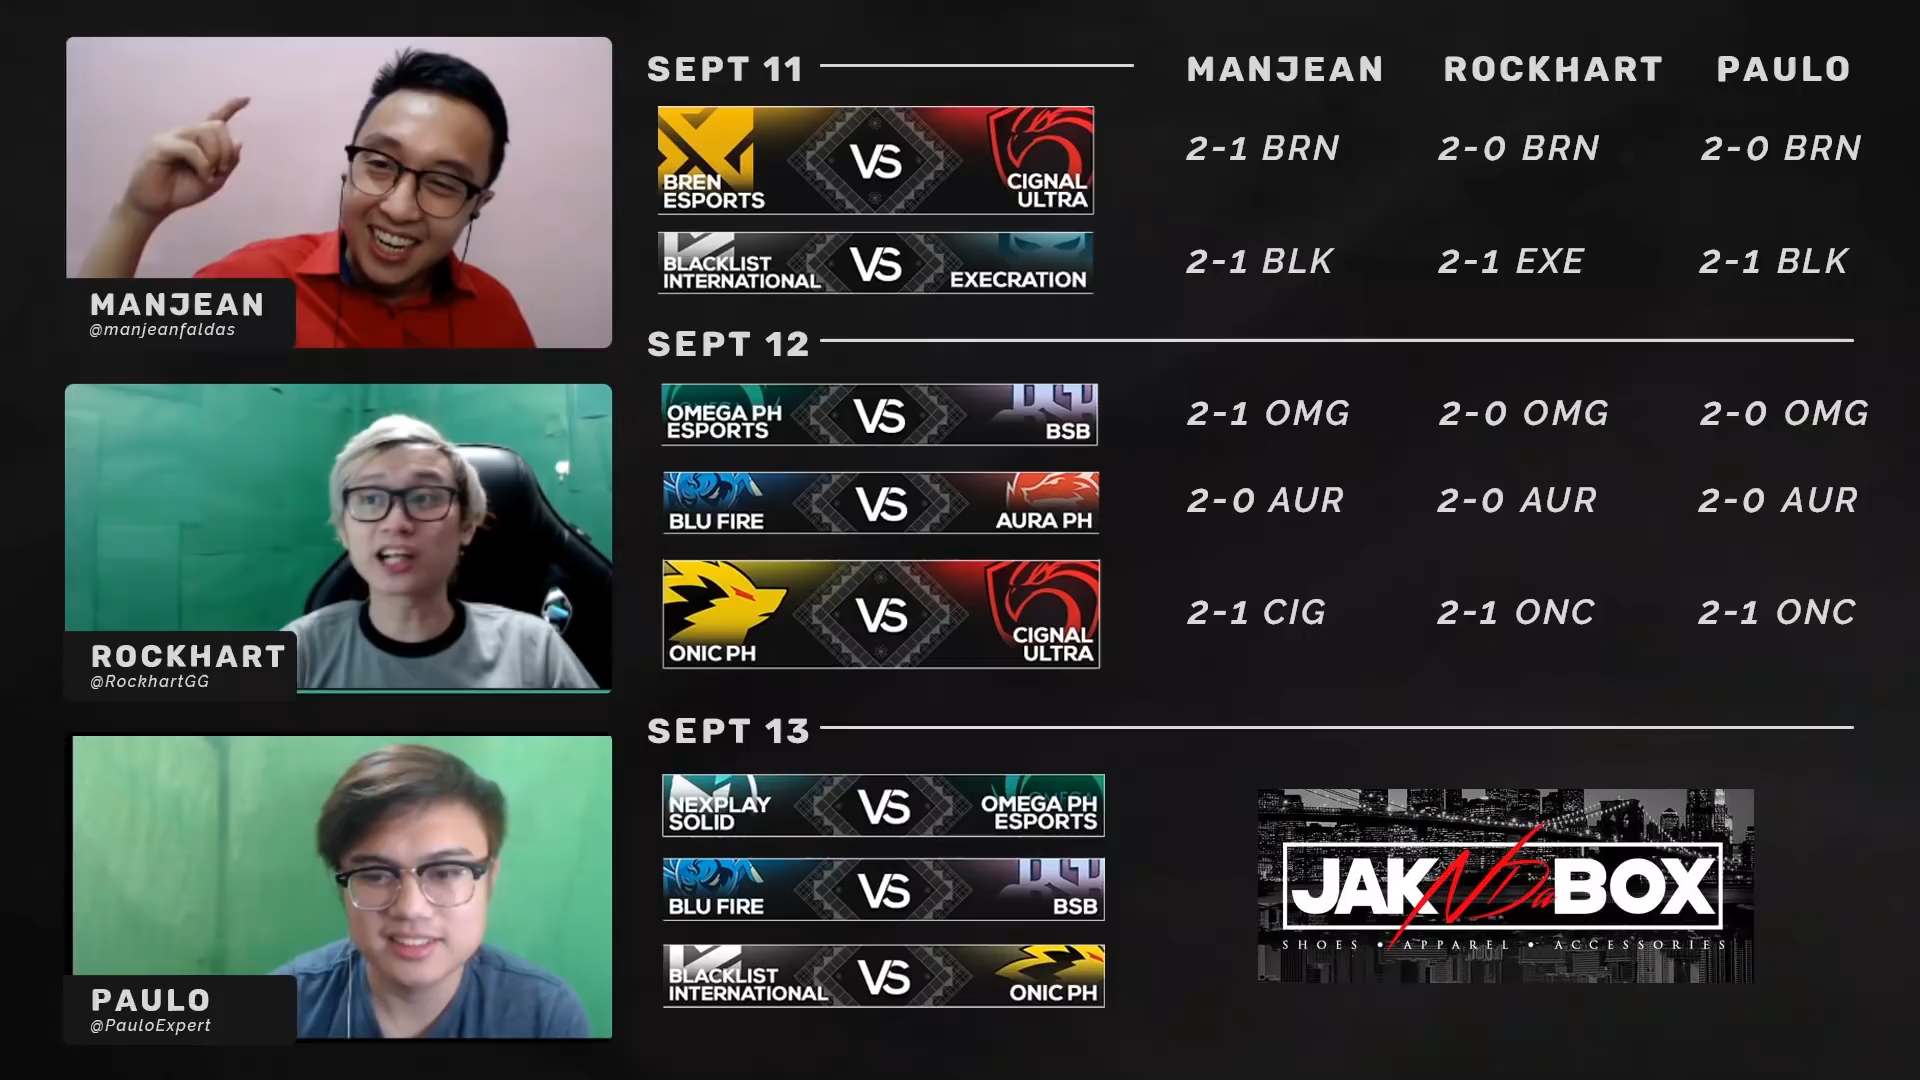 MANJEAN
@manjeanfaldas
ROCKHART
@RockhartGG
PAULO
@PauloExpert
SEPT 11
MANJEAN ROCKHART PAULO
BREN
ESPORTS
VS
CIGNAL
ULTRA
2-1 BRN 2-0 BRN 2-0 BRN
BLACKLIST
INTERNATIONAL
VS
EXECRATION
2-1 BLK 2-1 EXE 2-1 BLK
SEPT 12
OMEGA PH
ESPORTS
VS
BSB
2-1 OMG 2-0 OMG 2-0 OMG
BLU FIRE
VS
AURA PH
2-0 AUR 2-0 AUR 2-0 AUR
ONIC PH
VS
CIGNAL
ULTRA
2-1 CIG 2-1 ONC 2-1 ONC
SEPT 13
NEXPLAY
SOLID
VS
OMEGA PH
ESPORTS
BLU FIRE
VS
BSB
BLACKLIST
INTERNATIONAL
VS
ONIC PH
JAK N Da BOX
SHOES • APPAREL • ACCESSORIES